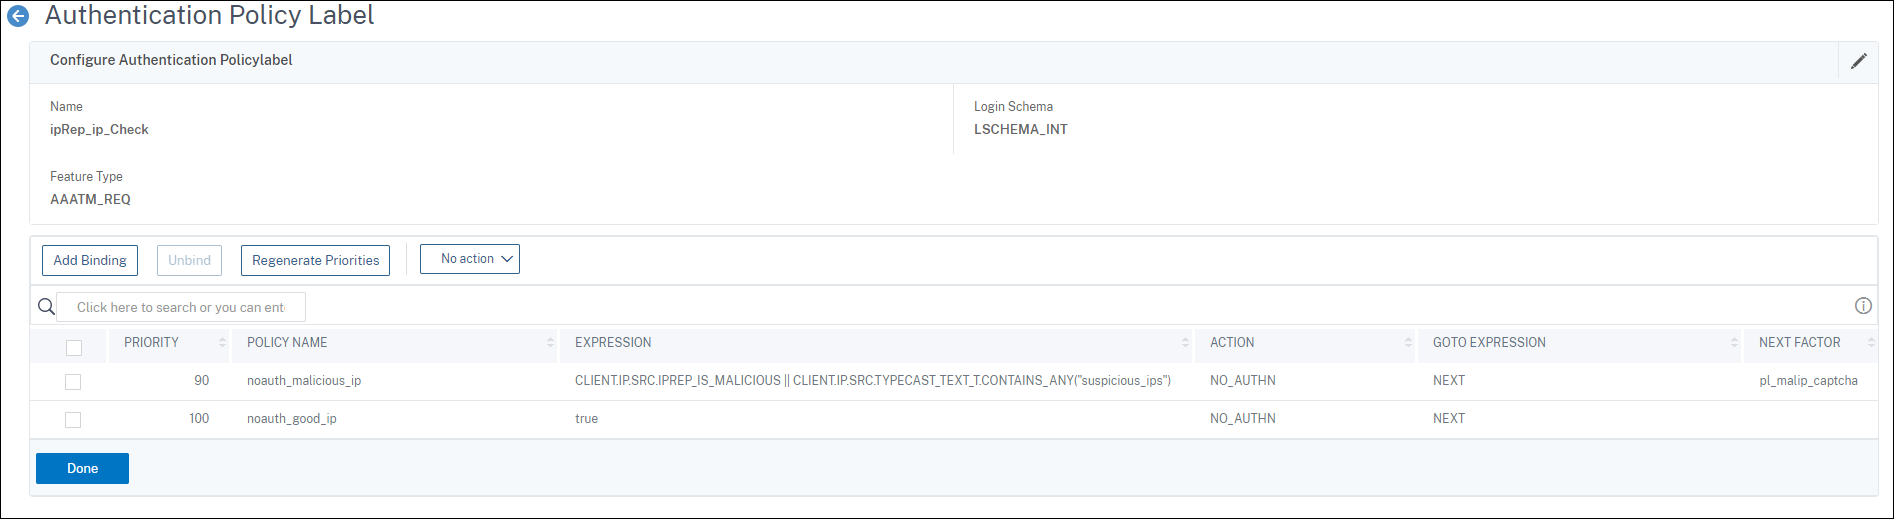 Authentication Policy Label
Configure Authentication Policylabel
Name
ipRep_ip_Check
Login Schema
LSCHEMA_INT
Feature Type
AAATM_REQ
Add Binding Unbind Regenerate Priorities No action
Click here to search or you can ent
PRIORITY POLICY NAME EXPRESSION ACTION GOTO EXPRESSION NEXT FACTOR
90 noauth_malicious_ip CLIENT.IP.SRC.IPREP_IS_MALICIOUS || CLIENT.IP.SRC.TYPECAST_TEXT_T.CONTAINS_ANY("suspicious_ips") NO_AUTHN NEXT pl_malip_captcha
100 noauth_good_ip true NO_AUTHN NEXT
Done